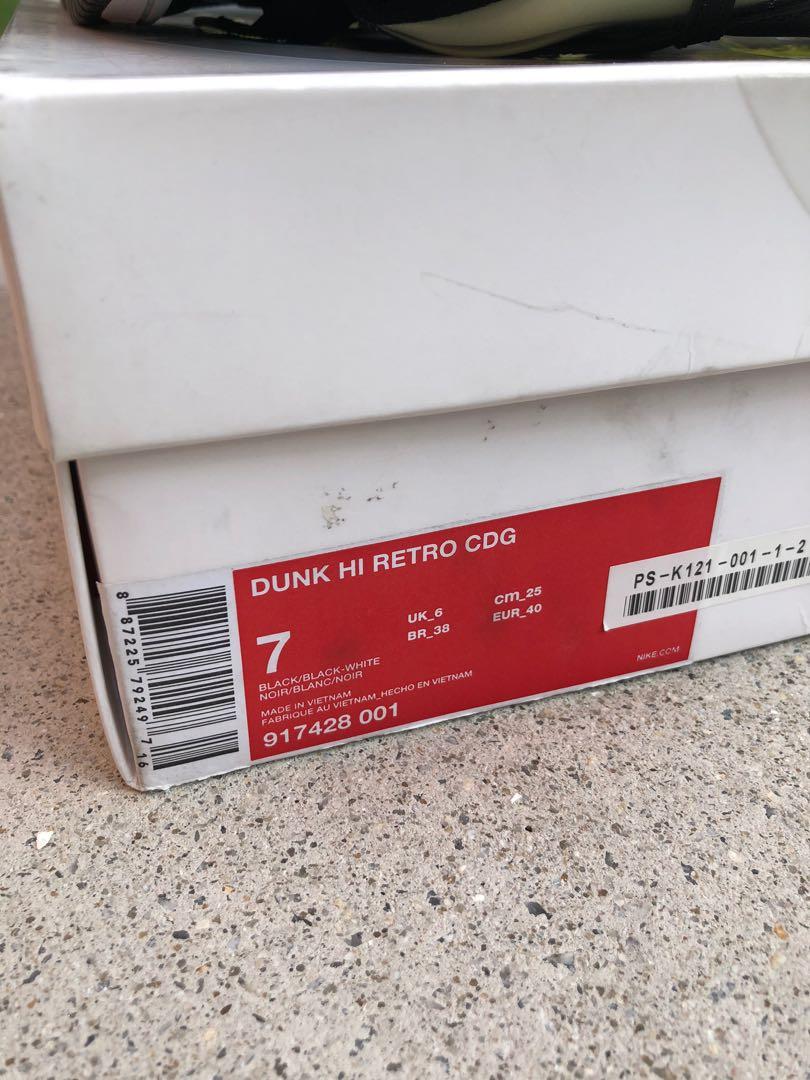 DUNK HI RETRO CDG
7
UK_6
BR_38
cm_25
EUR_40
BLACK/BLACK-WHITE
NOIR/BLANC/NOIR
MADE IN VIETNAM
FABRIQUE AU VIETNAM_HECHO EN VIETNAM
917428 001
NIKE.COM
PS-K121-001-1-2
8 87225 79249 7 16